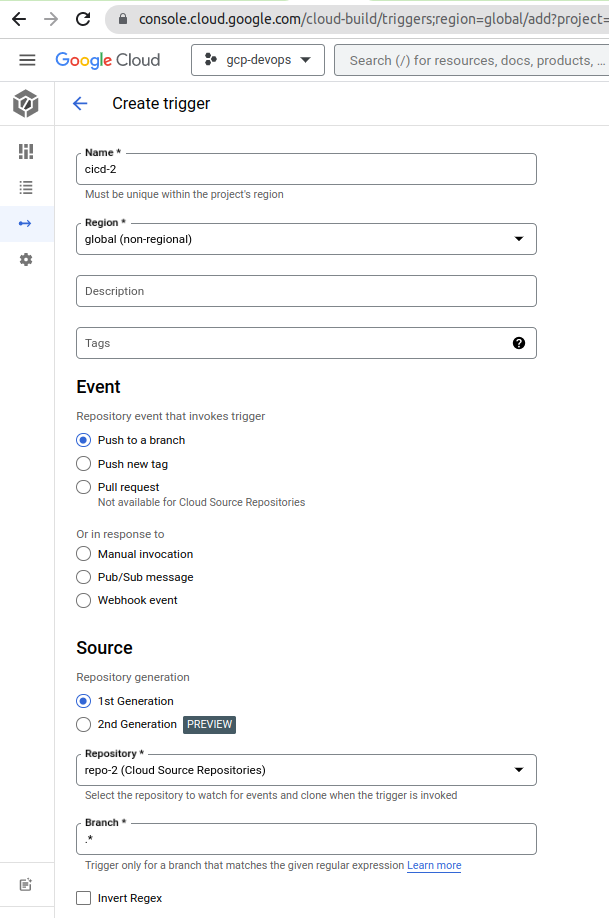 console.cloud.google.com/cloud-build/triggers;region=global/add?project=
Google Cloud
gcp-devops
Search (/) for resources, docs, products, ...
Create trigger
Name *
cicd-2
Must be unique within the project's region
Region *
global (non-regional)
Description
Tags
?
Event
Repository event that invokes trigger
Push to a branch
Push new tag
Pull request
Not available for Cloud Source Repositories
Or in response to
Manual invocation
Pub/Sub message
Webhook event
Source
Repository generation
1st Generation
2nd Generation PREVIEW
Repository *
repo-2 (Cloud Source Repositories)
Select the repository to watch for events and clone when the trigger is invoked
Branch *
.*
Trigger only for a branch that matches the given regular expression Learn more
Invert Regex